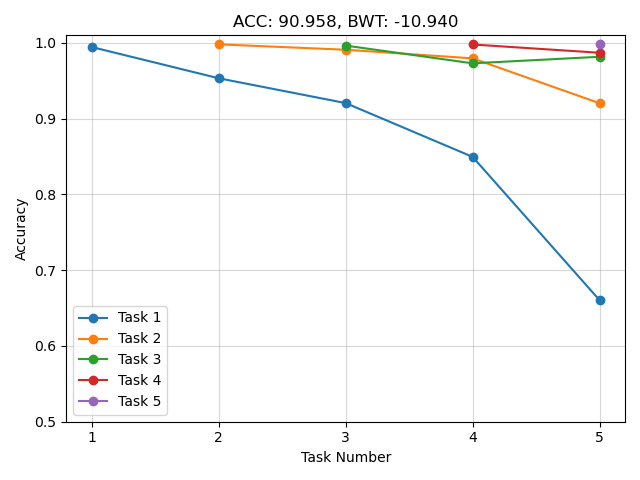 ACC: 90.958, BWT: -10.940
1.0
0.9
0.8
0.7
0.6
0.5
Accuracy
Task 1
Task 2
Task 3
Task 4
Task 5
1 2 3 4 5
Task Number